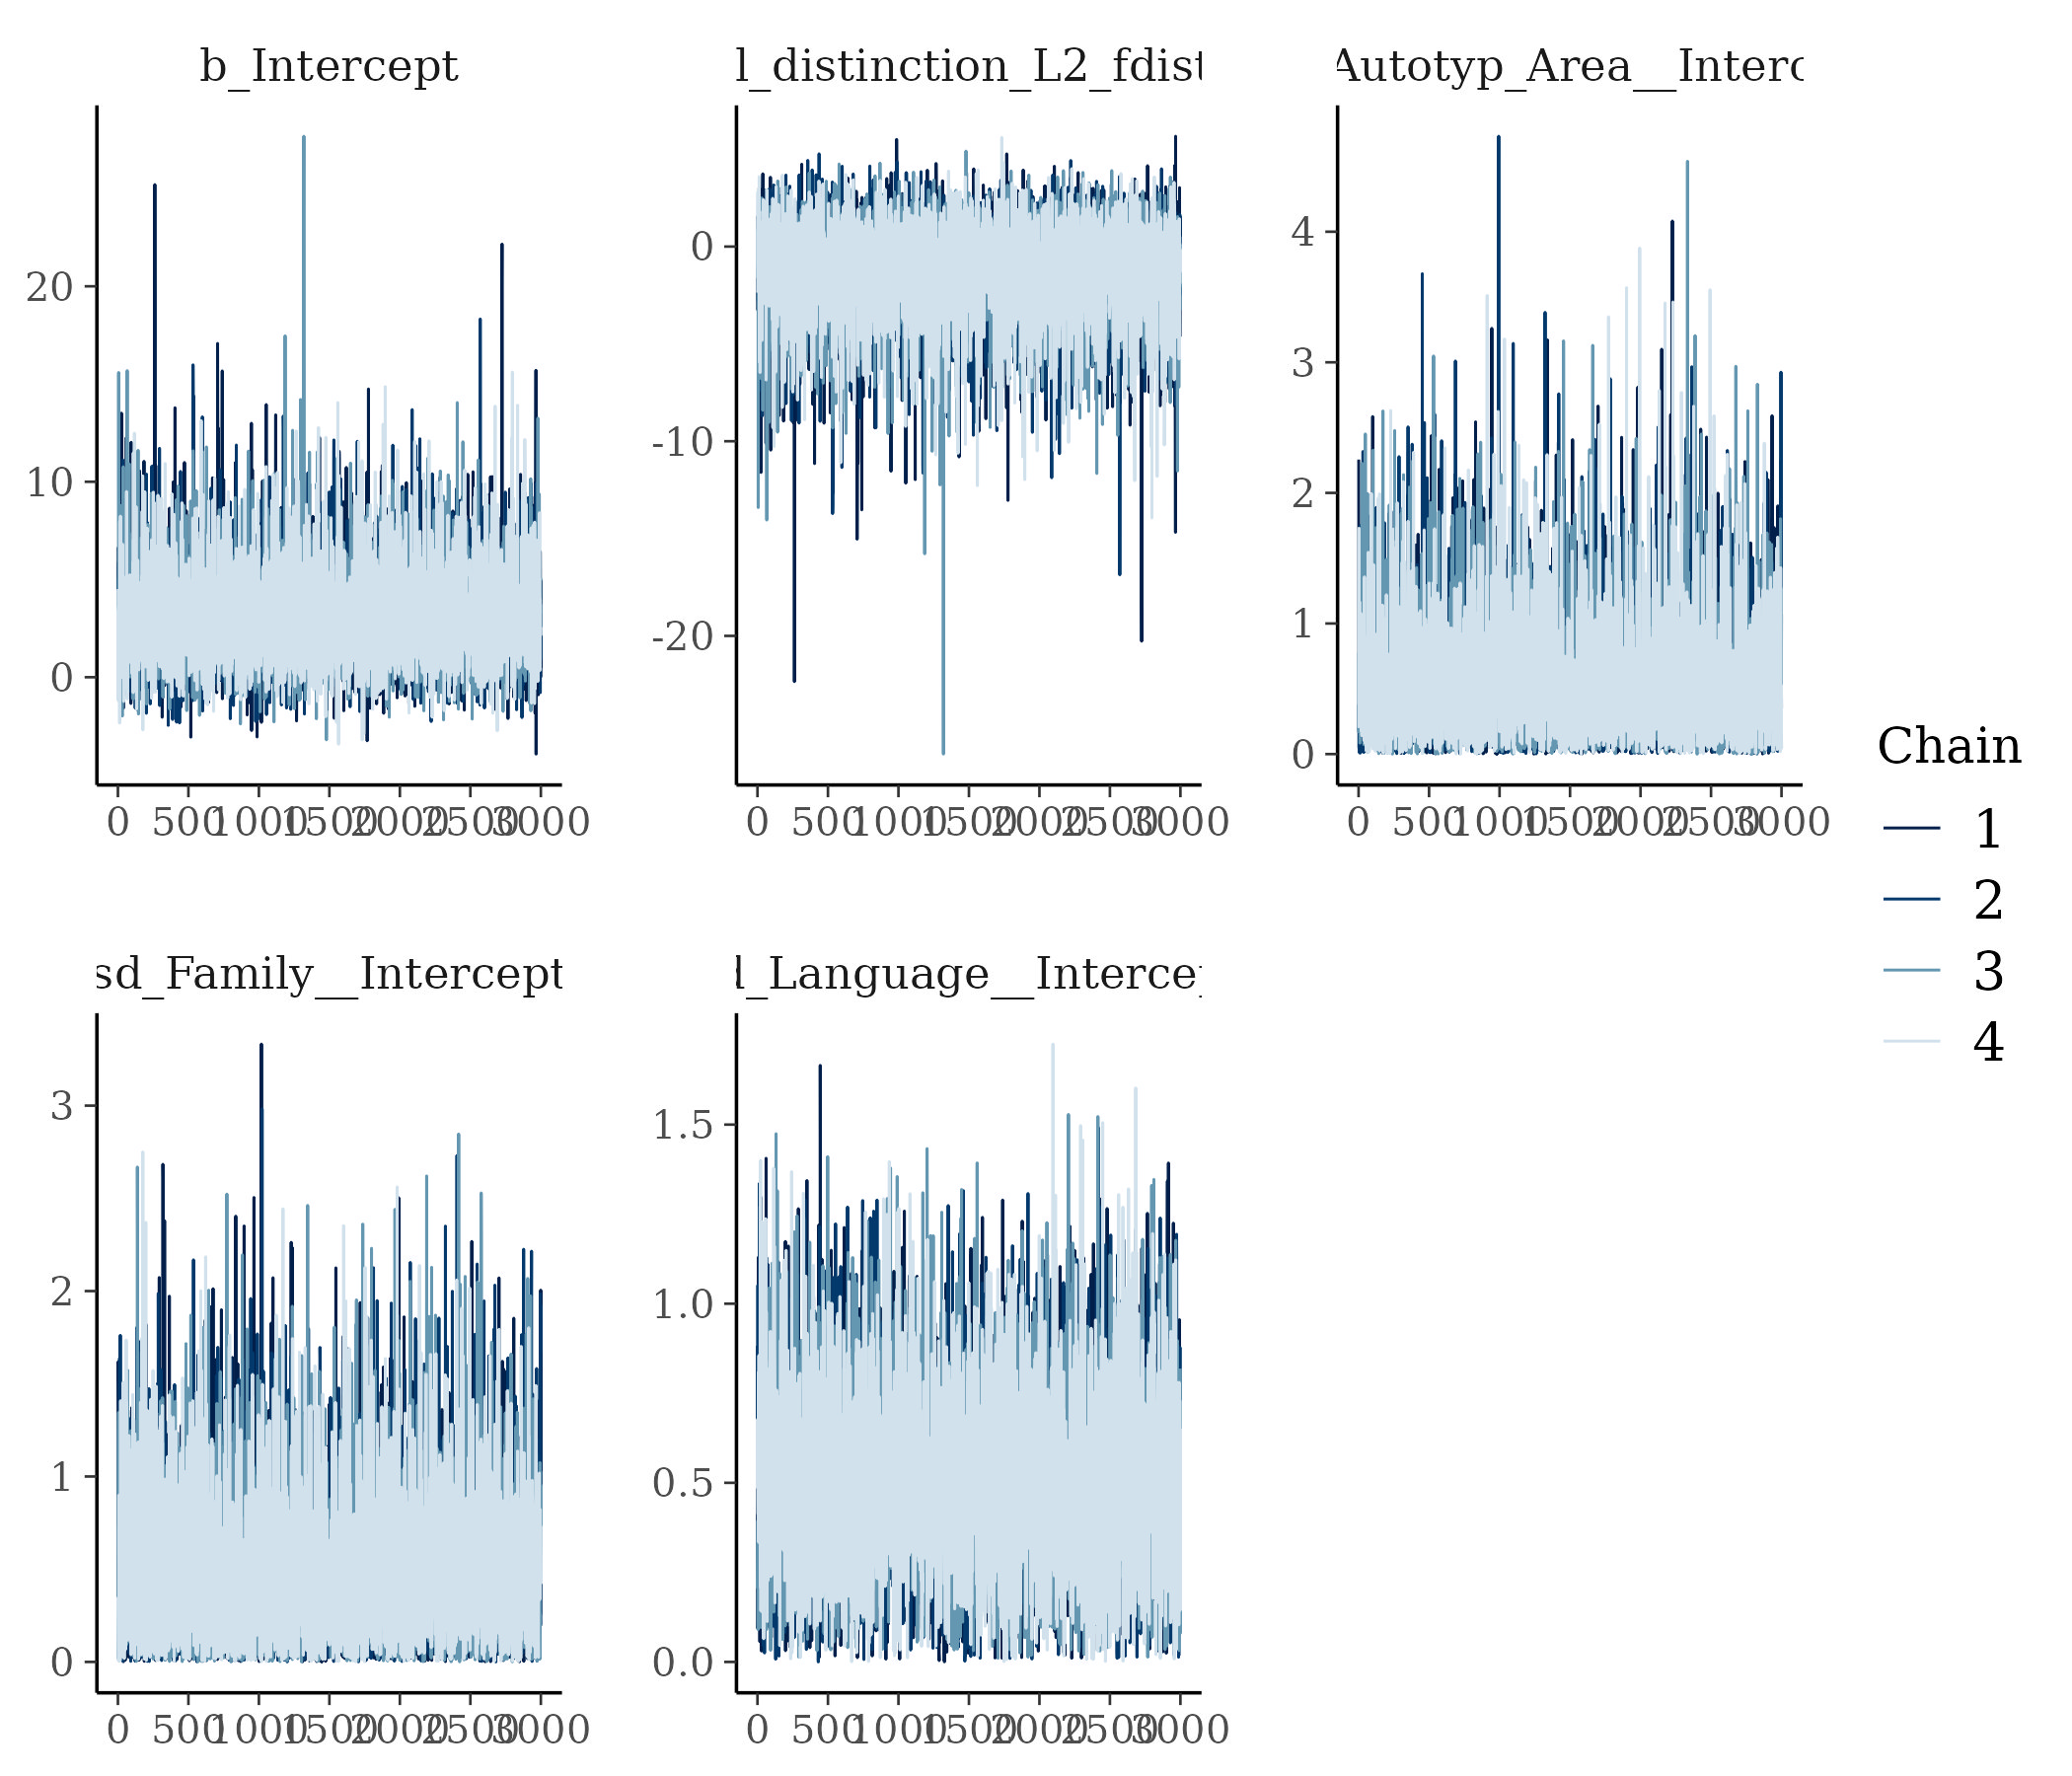 b_Intercept
l_distinction_L2_fdist
Autotyp_Area__Interc
20
10
0
0
-10
-20
4
3
2
1
0
0 500 1000 1500 2000 2500 3000
0 500 1000 1500 2000 2500 3000
0 500 1000 1500 2000 2500 3000
Chain
1
2
3
4
sd_Family__Intercept
d_Language__Intercep
3
2
1
0
1.5
1.0
0.5
0.0
0 500 1000 1500 2000 2500 3000
0 500 1000 1500 2000 2500 3000